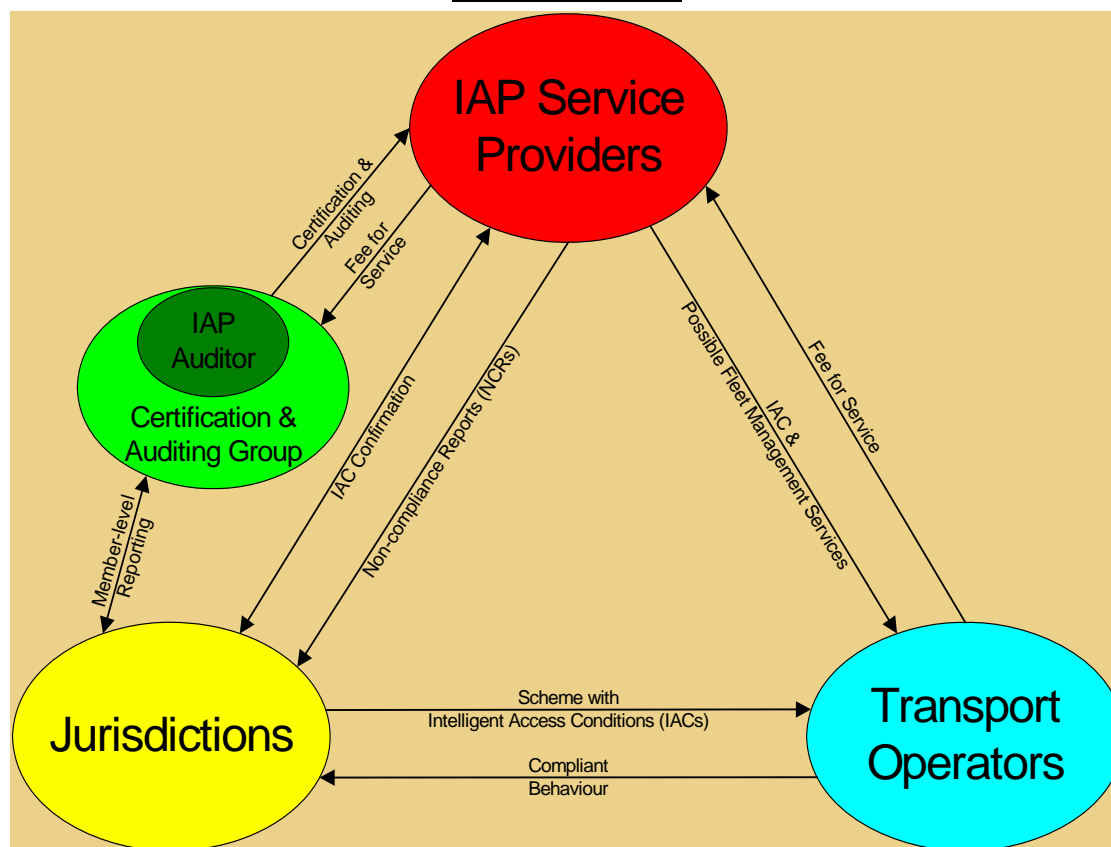 IAP Service
Providers
Certification &
Auditing
Fee for
Service
IAP
Auditor
Certification &
Auditing Group
IAC Confirmation
Non-compliance Reports (NCRs)
IAC &
Possible Fleet Management Services
Fee for Service
Member-level
Reporting
Jurisdictions
Scheme with
Intelligent Access Conditions (IACs)
Compliant
Behaviour
Transport
Operators